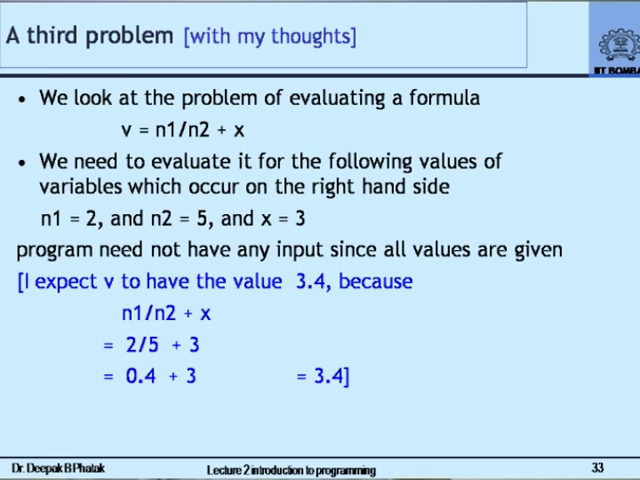 A third problem [with my thoughts]
IIT BOMBA
• We look at the problem of evaluating a formula
v = n1/n2 + x
• We need to evaluate it for the following values of
variables which occur on the right hand side
n1 = 2, and n2 = 5, and x = 3
program need not have any input since all values are given
[I expect v to have the value 3.4, because
n1/n2 + x
= 2/5 + 3
= 0.4 + 3 = 3.4]
Dr. Deepak B Phatak Lecture 2 introduction to programming 33